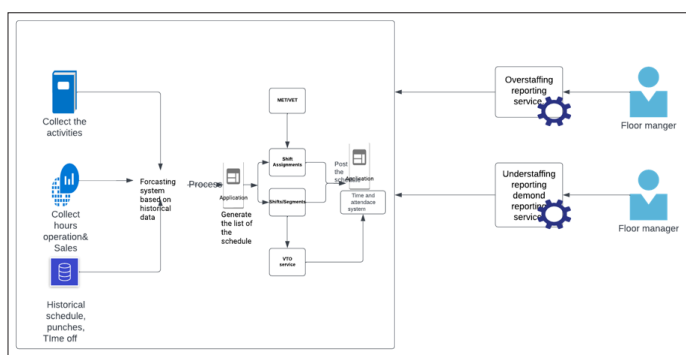 Collect the
activities
Collect
hours
operation&
Sales
Historical
schedule,
punches,
TIme off
Forcasting
system
based on
historical
data
Process
Application
Generate
the list of
the
schedule
MET/VET
Shift
Assignments
Shifts/Segments
VTO
service
Post
the
schedule
Application
Time and
attendace
system
Overstaffing
reporting
service
Floor manger
Understaffing
reporting
demond
reporting
service
Floor manager